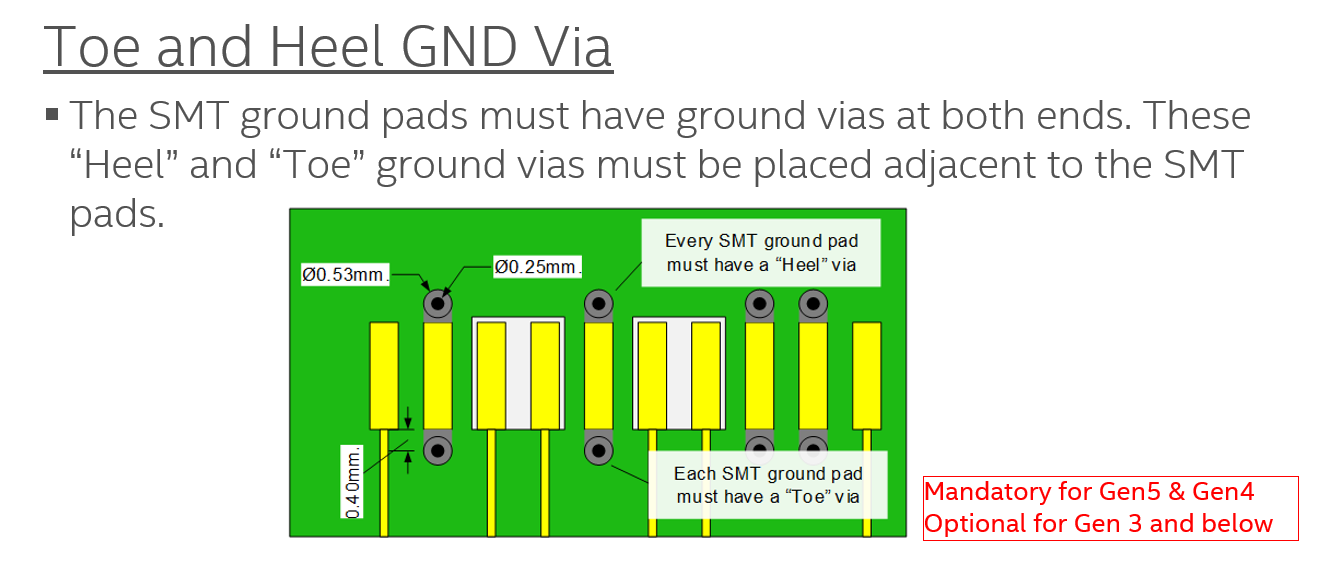 Toe and Heel GND Via
▪ The SMT ground pads must have ground vias at both ends. These
“Heel” and “Toe” ground vias must be placed adjacent to the SMT
pads.
Every SMT ground pad
must have a “Heel” via
Ø0.53mm.
Ø0.25mm.
0.40mm.
Each SMT ground pad
must have a “Toe” via
Mandatory for Gen5 & Gen4
Optional for Gen 3 and below